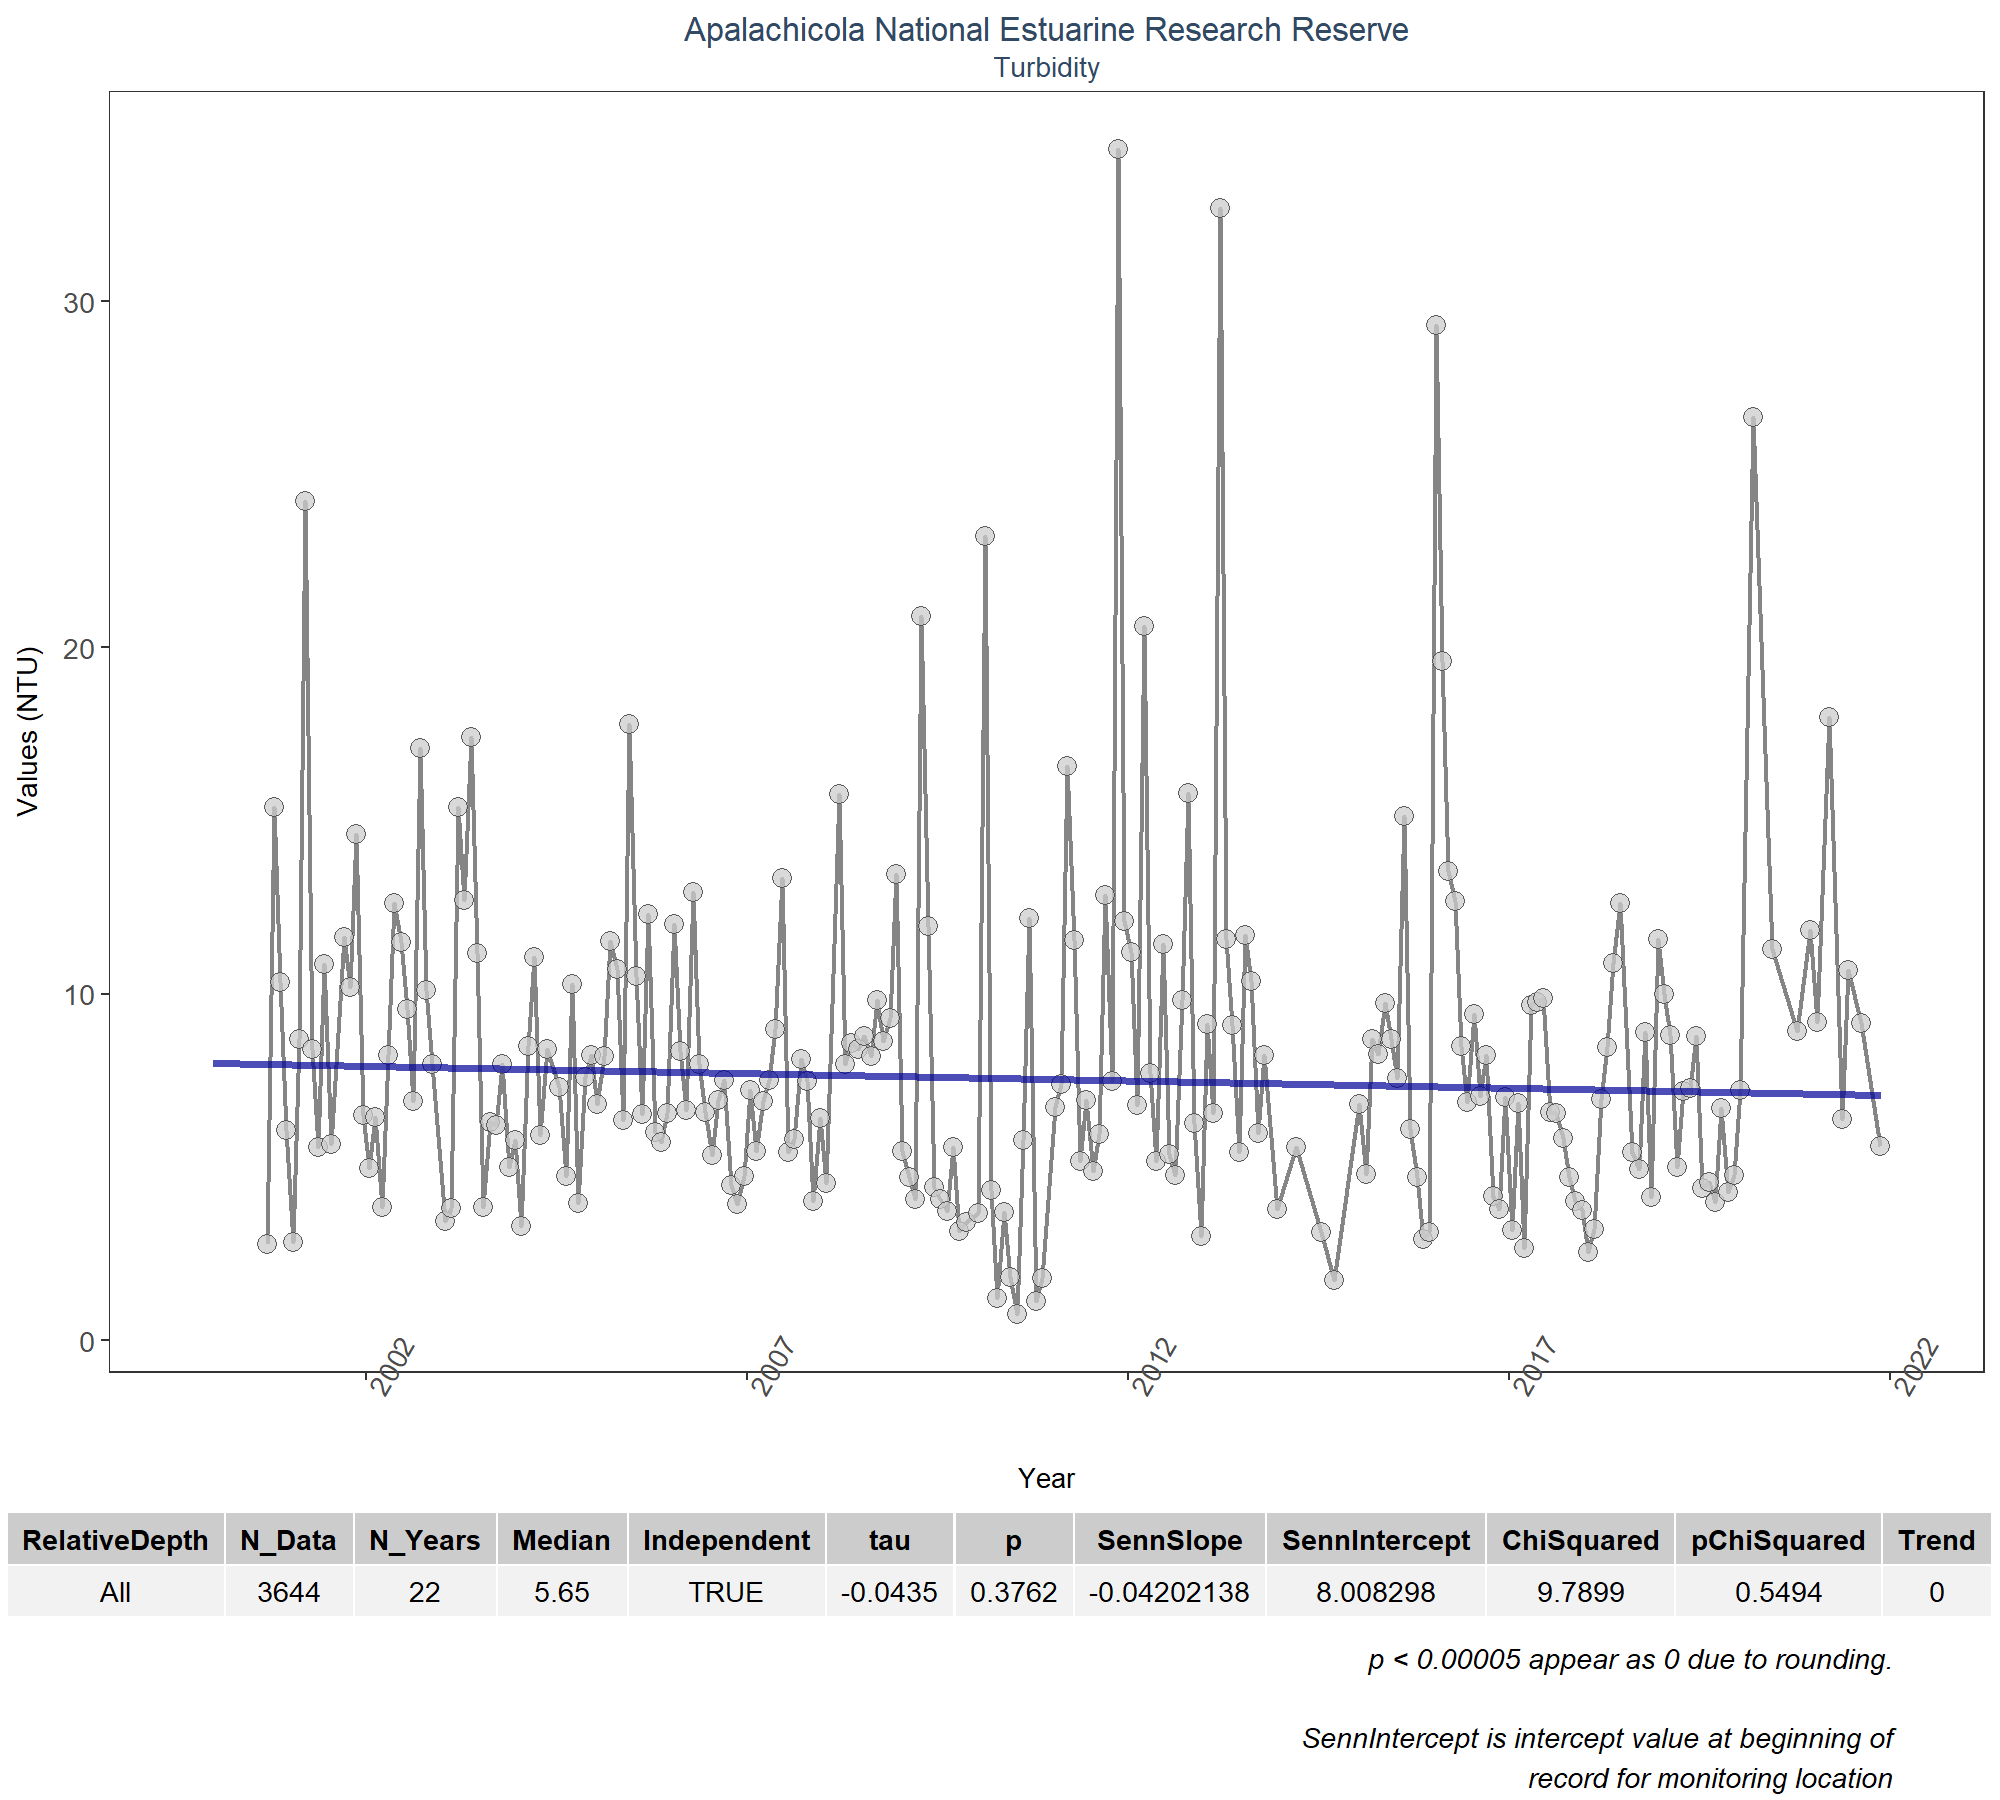 Apalachicola National Estuarine Research Reserve
Turbidity
Values (NTU)
30
20
10
0
2002 2007 2012 2017 2022
Year
RelativeDepth N_Data N_Years Median Independent tau p SennSlope SennIntercept ChiSquared pChiSquared Trend
All 3644 22 5.65 TRUE -0.0435 0.3762 -0.04202138 8.008298 9.7899 0.5494 0
p < 0.00005 appear as 0 due to rounding.
SennIntercept is intercept value at beginning of
record for monitoring location